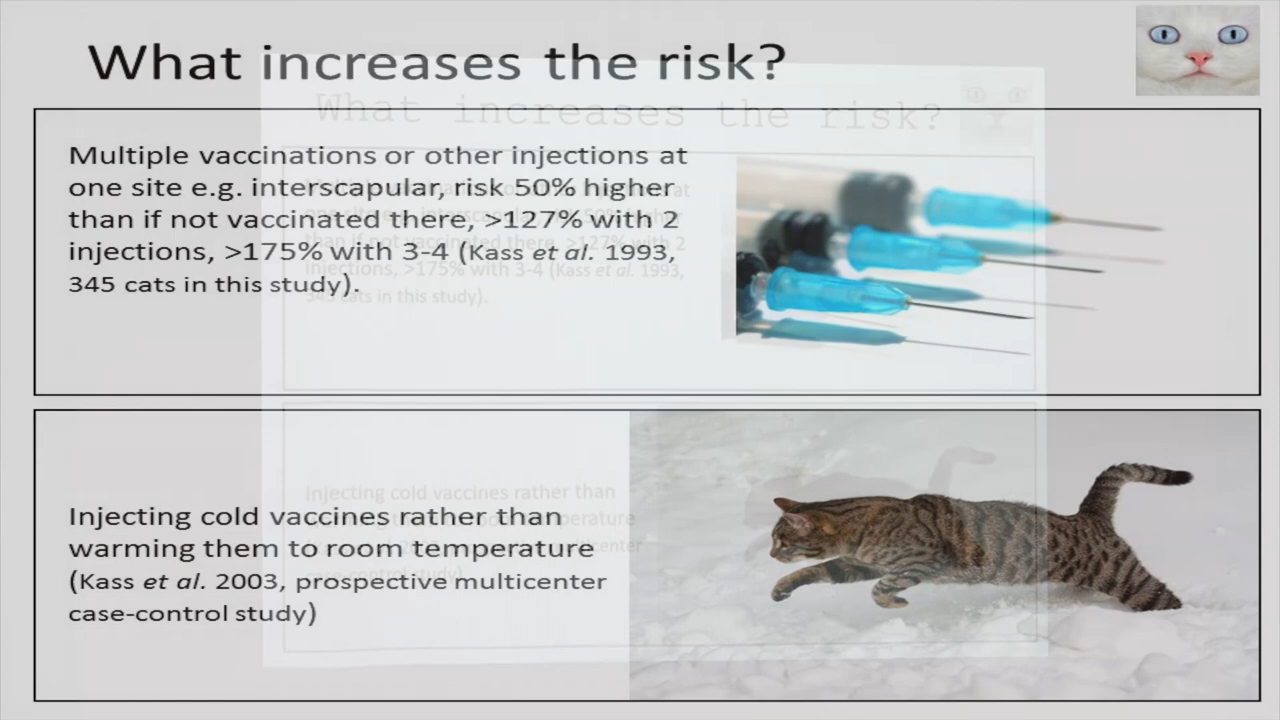 What increases the risk?
Multiple vaccinations or other injections at
one site e.g. interscapular, risk 50% higher
than if not vaccinated there, >127% with 2
injections, >175% with 3-4 (Kass et al. 1993,
345 cats in this study).
Injecting cold vaccines rather than
warming them to room temperature
(Kass et al. 2003, prospective multicenter
case-control study)